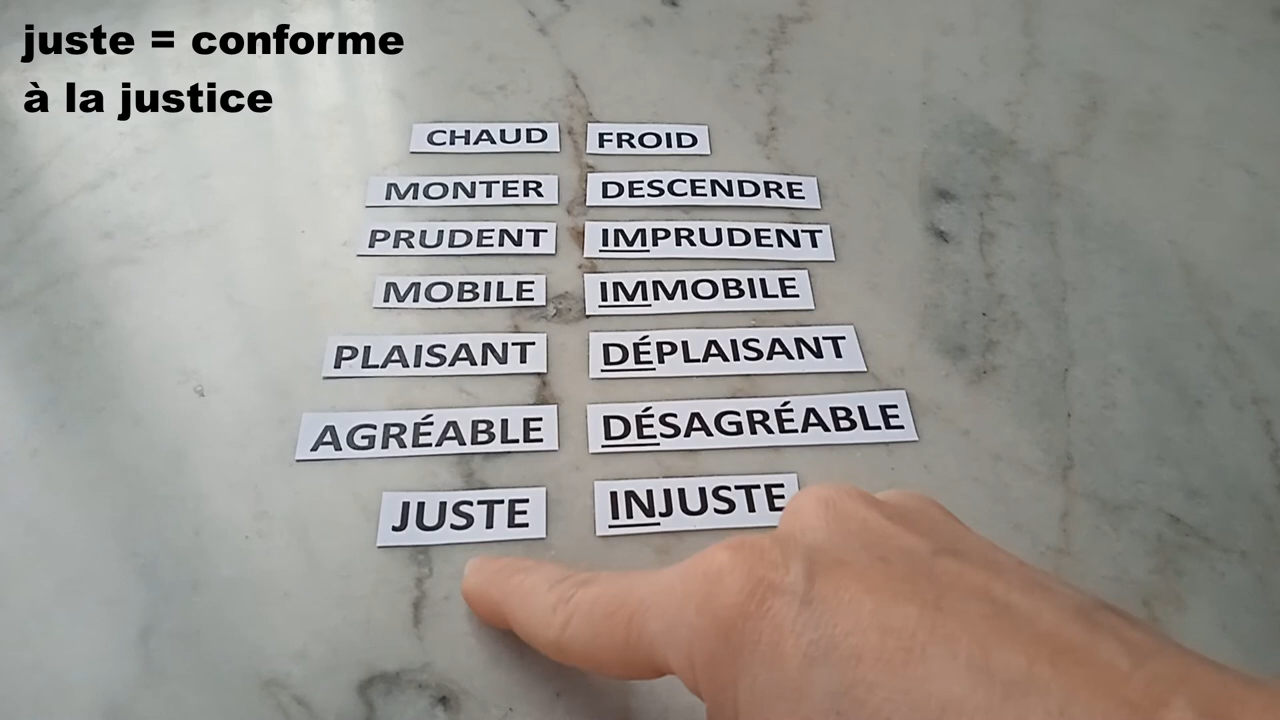 juste = conforme
à la justice
CHAUD FROID
MONTER DESCENDRE
PRUDENT IMPRUDENT
MOBILE IMMOBILE
PLAISANT DÉPLAISANT
AGRÉABLE DÉSAGRÉABLE
JUSTE INJUSTE